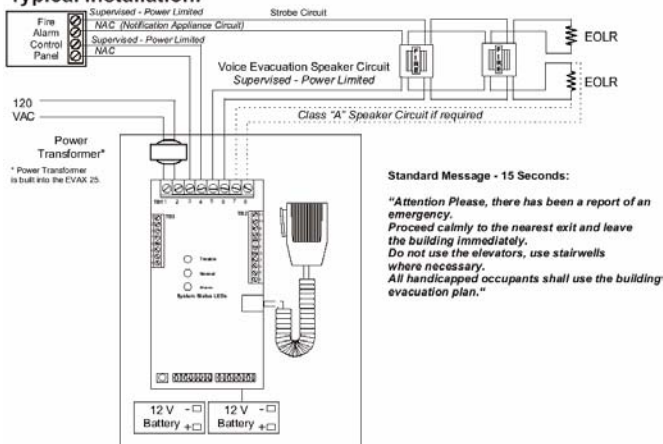 Typical Installation:
Fire
Alarm
Control
Panel
Supervised - Power Limited
NAC (Notification Appliance Circuit)
Supervised - Power Limited
NAC
Strobe Circuit
FIRE
FIRE
EOLR
EOLR
Voice Evacuation Speaker Circuit
Supervised - Power Limited
Class "A" Speaker Circuit if required
120
VAC
Power
Transformer*
* Power Transformer
is built into the EVAX 25.
TB1 1 2 3 4 5 6 7 8
TB3
TB2
Trouble
Normal
Alarm
System Status LEDs
12 V - 
Battery +
12 V - 
Battery +
Standard Message - 15 Seconds:
"Attention Please, there has been a report of an
emergency.
Proceed calmly to the nearest exit and leave
the building immediately.
Do not use the elevators, use stairwells
where necessary.
All handicapped occupants shall use the building
evacuation plan."